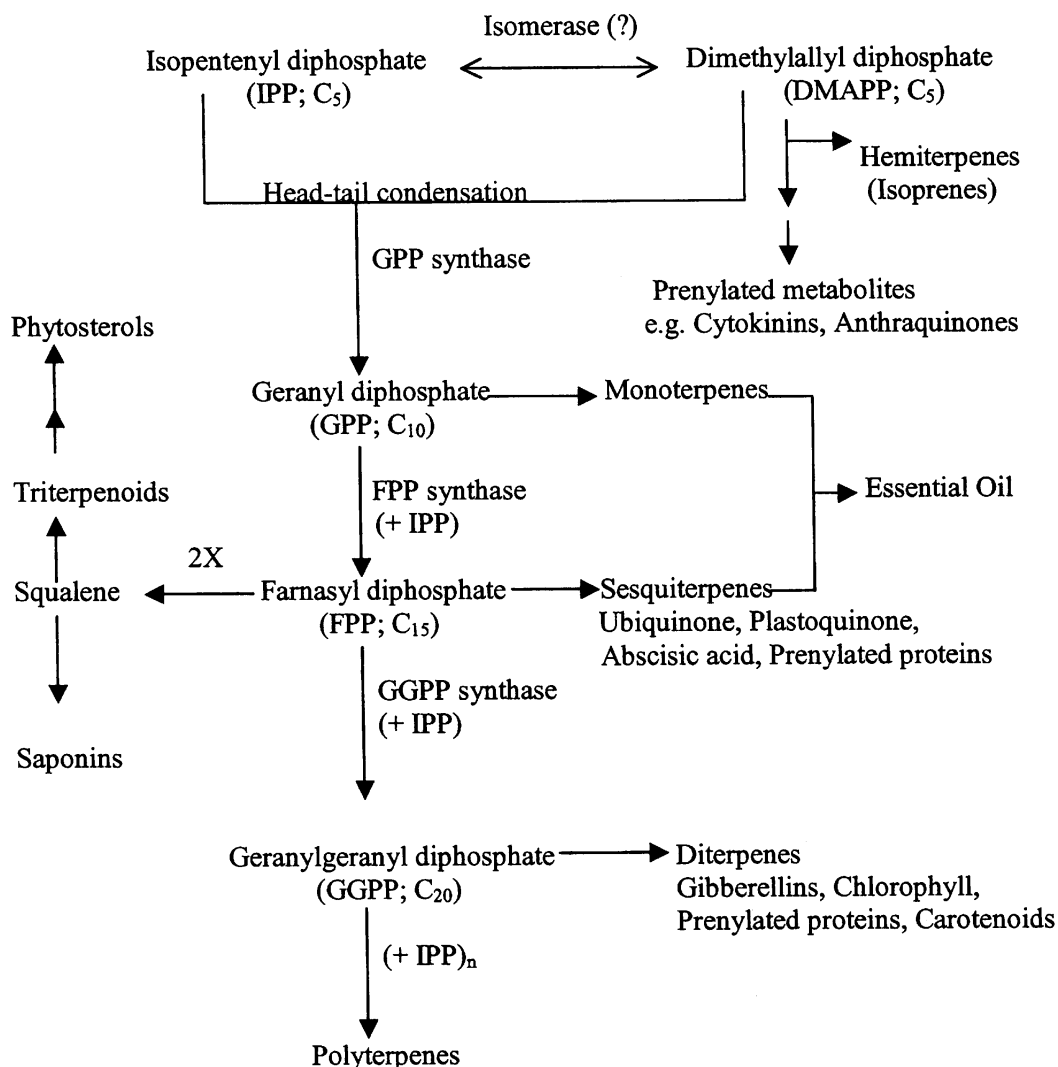 Isomerase (?)
Isopentenyl diphosphate
(IPP; C₅)
Dimethylallyl diphosphate
(DMAPP; C₅)
Hemiterpenes
(Isoprenes)
Head-tail condensation
GPP synthase
Prenylated metabolites
e.g. Cytokinins, Anthraquinones
Phytosterols
Geranyl diphosphate
(GPP; C₁₀)
Monoterpenes
FPP synthase
(+ IPP)
Triterpenoids
Essential Oil
2X
Squalene
Farnasyl diphosphate
(FPP; C₁₅)
Sesquiterpenes
Ubiquinone, Plastoquinone,
Abscisic acid, Prenylated proteins
GGPP synthase
(+ IPP)
Saponins
Geranylgeranyl diphosphate
(GGPP; C₂₀)
Diterpenes
Gibberellins, Chlorophyll,
Prenylated proteins, Carotenoids
(+ IPP)ₙ
Polyterpenes